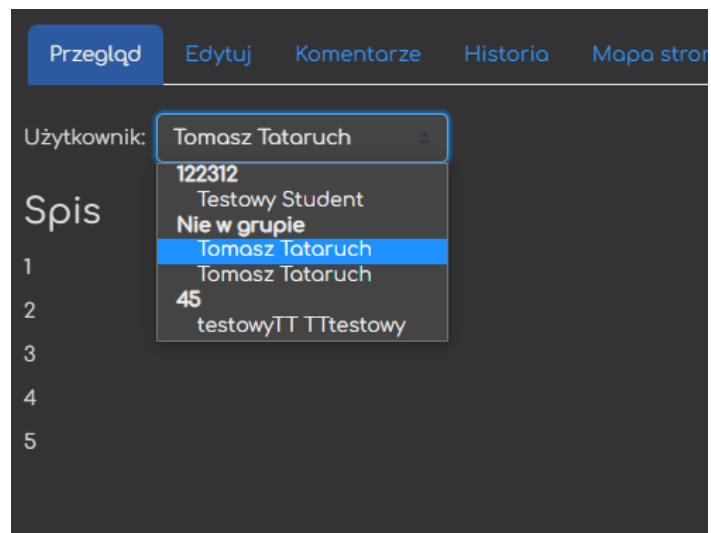 Przegląd Edytuj Komentarze Historia Mapa stron
Użytkownik: Tomasz Tataruch
122312
Testowy Student
Nie w grupie
Tomasz Tataruch
Tomasz Tataruch
45
testowyTT TTtestowy
Spis
1
2
3
4
5